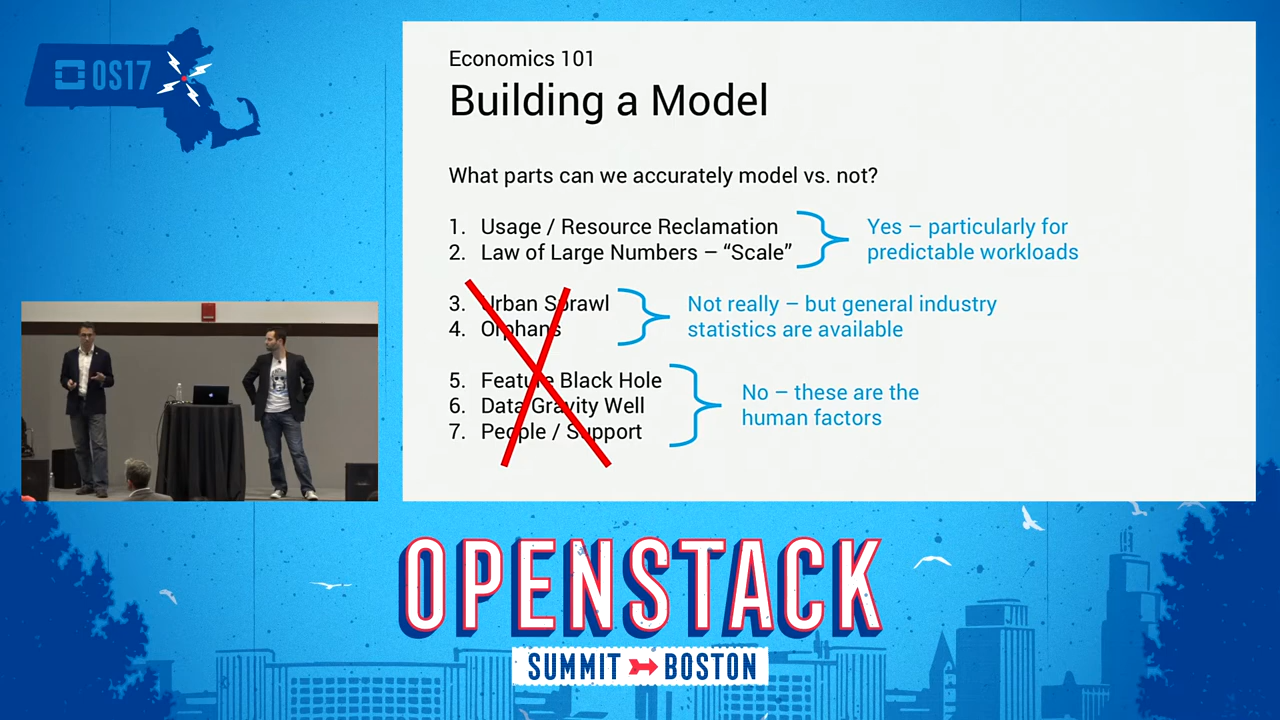 OS17
Economics 101
Building a Model
What parts can we accurately model vs. not?
1. Usage / Resource Reclamation
2. Law of Large Numbers – “Scale”
Yes – particularly for
predictable workloads
3. Urban Sprawl
4. Orphans
Not really – but general industry
statistics are available
5. Feature Black Hole
6. Data Gravity Well
7. People / Support
No – these are the
human factors
OPENSTACK
SUMMIT BOSTON